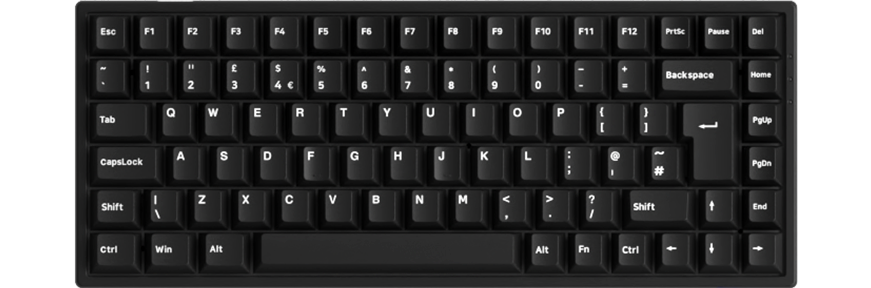 Esc F1 F2 F3 F4 F5 F6 F7 F8 F9 F10 F11 F12 PrtSc Pause Del
~ ! " £ $ % ^ & * ( ) – +
` 1 2 3 4 € 5 6 7 8 9 0 - = Backspace Home
Tab Q W E R T Y U I O P { } PgUp
[ ]
CapsLock A S D F G H J K L : @ ~ PgDn
; ' #
Shift | Z X C V B N M < > ? Shift ↑ End
\ , . /
Ctrl Win Alt Alt Fn Ctrl ← ↓ →